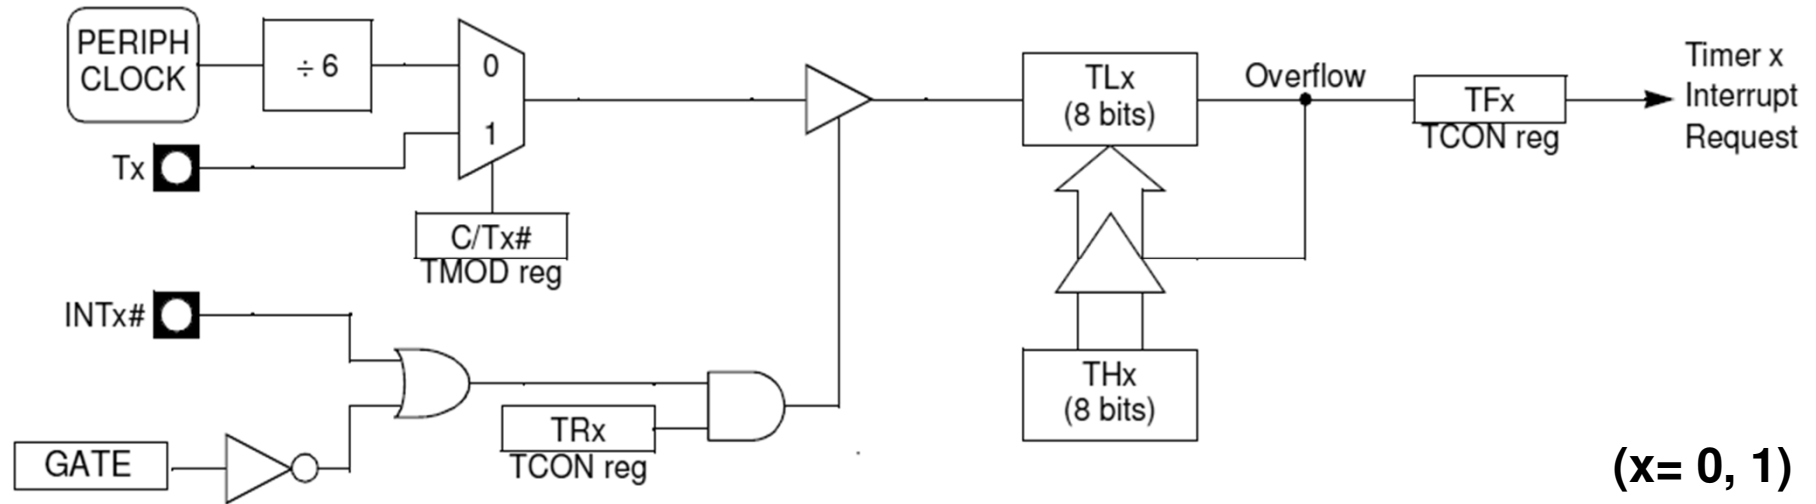 PERIPH
CLOCK
÷ 6
0
1
Tx
C/Tx#
TMOD reg
INTx#
GATE
TRx
TCON reg
TLx
(8 bits)
THx
(8 bits)
Overflow
TFx
TCON reg
Timer x
Interrupt
Request
(x= 0, 1)